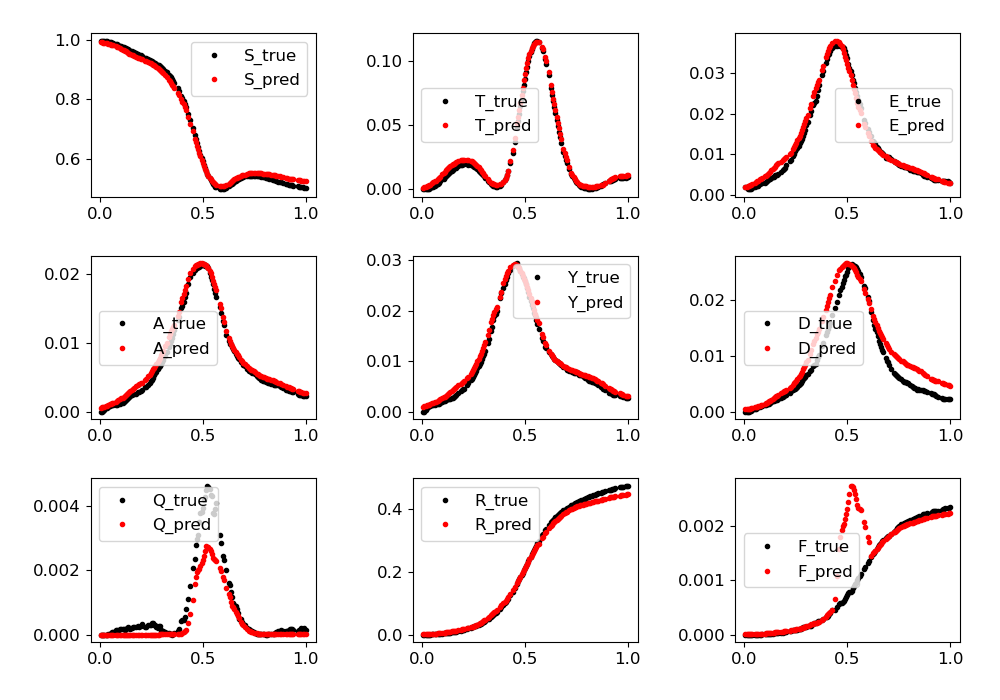 1.0
0.8
0.6
0.0 0.5 1.0
S_true
S_pred
0.10
0.05
0.00
0.0 0.5 1.0
T_true
T_pred
0.03
0.02
0.01
0.00
0.0 0.5 1.0
E_true
E_pred
0.02
0.01
0.00
0.0 0.5 1.0
A_true
A_pred
0.03
0.02
0.01
0.00
0.0 0.5 1.0
Y_true
Y_pred
0.02
0.01
0.00
0.0 0.5 1.0
D_true
D_pred
0.004
0.002
0.000
0.0 0.5 1.0
Q_true
Q_pred
0.4
0.2
0.0
0.0 0.5 1.0
R_true
R_pred
0.002
0.001
0.000
0.0 0.5 1.0
F_true
F_pred